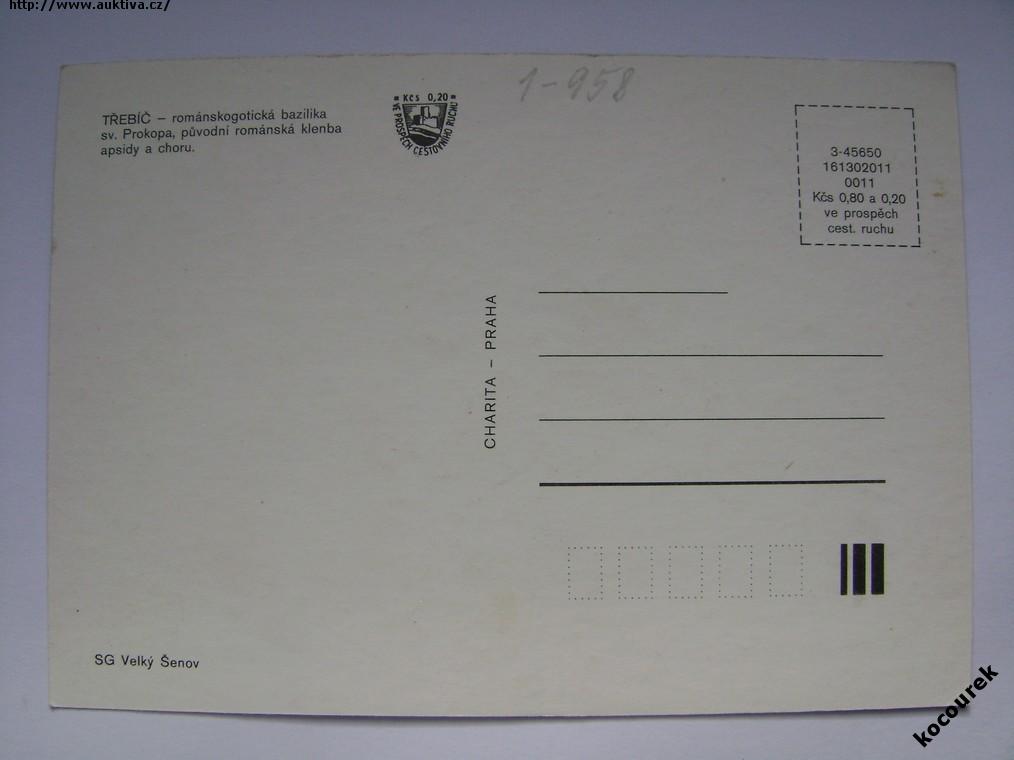 http://www.auktiva.cz/
1-958
TŘEBÍČ – románskogotická bazilika
sv. Prokopa, původní románská klenba
apsidy a choru.
Kčs 0,20
VE PROSPĚCH CESTOVNÍHO RUCHU
3-45650
161302011
0011
Kčs 0,80 a 0,20
ve prospěch
cest. ruchu
CHARITA – PRAHA
SG Velký Šenov
kocourek